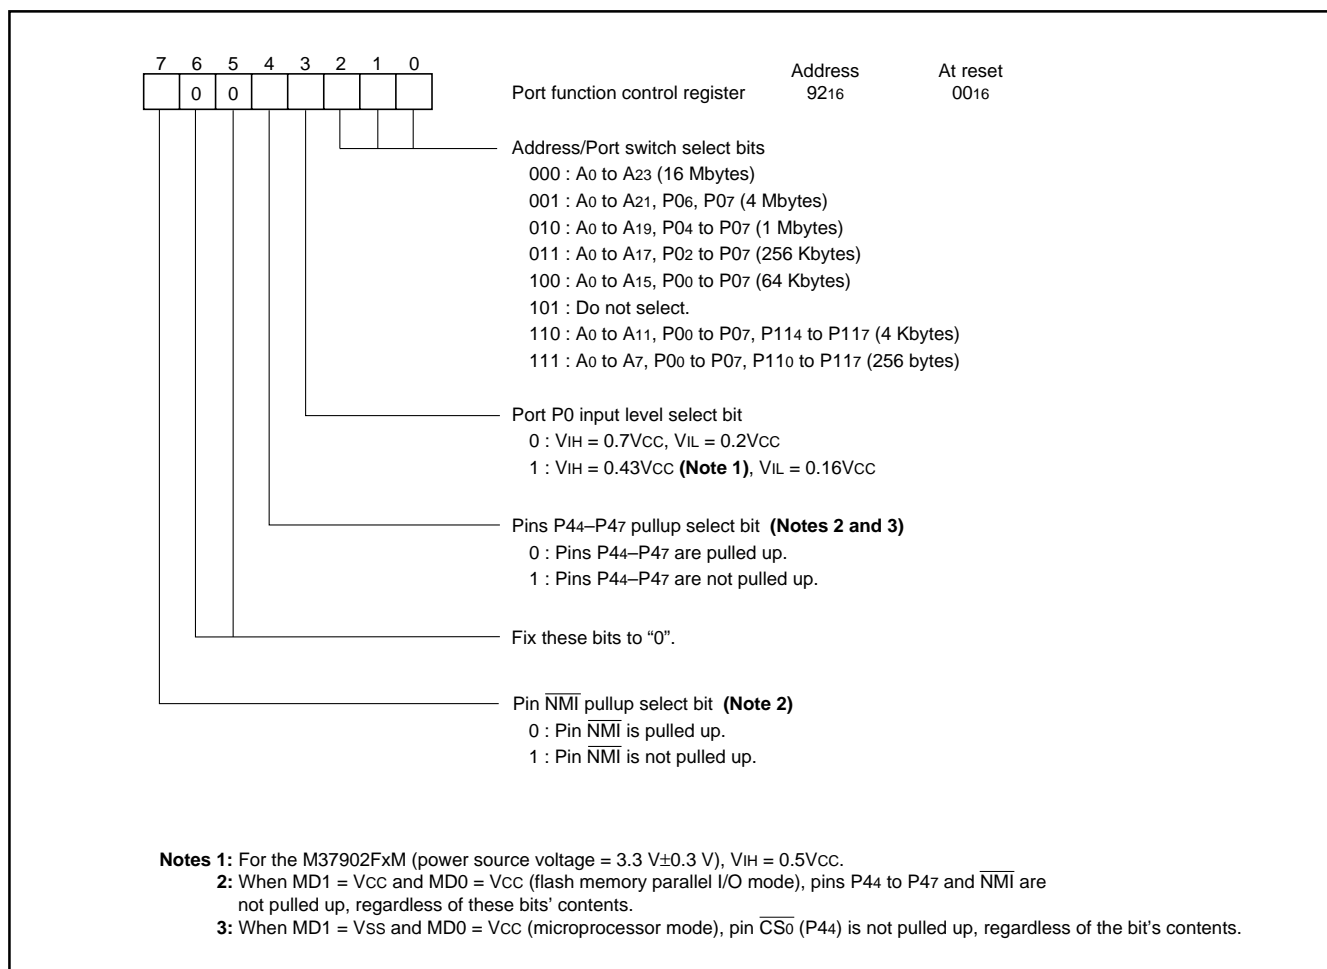 7 6 5 4 3 2 1 0
Address At reset
0 0 Port function control register 9216 0016
Address/Port switch select bits
000 : A0 to A23 (16 Mbytes)
001 : A0 to A21, P06, P07 (4 Mbytes)
010 : A0 to A19, P04 to P07 (1 Mbyte)
011 : A0 to A17, P02 to P07 (256 Kbytes)
100 : A0 to A15, P00 to P07 (64 Kbytes)
101 : Do not select.
110 : A0 to A11, P00 to P07, P114 to P117 (4 Kbytes)
111 : A0 to A7, P00 to P07, P110 to P117 (256 bytes)
Port P0 input level select bit
0 : VIH = 0.7VCC, VIL = 0.2VCC
1 : VIH = 0.43VCC (Note 1), VIL = 0.16VCC
Pins P44–P47 pullup select bit (Notes 2 and 3)
0 : Pins P44–P47 are pulled up.
1 : Pins P44–P47 are not pulled up.
Fix these bits to “0”.
Pin NMI pullup select bit (Note 2)
0 : Pin NMI is pulled up.
1 : Pin NMI is not pulled up.
Notes 1: For the M37902FxM (power source voltage = 3.3 V±0.3 V), VIH = 0.5VCC.
2: When MD1 = VCC and MD0 = VCC (flash memory parallel I/O mode), pins P44 to P47 and NMI are
not pulled up, regardless of these bits’ contents.
3: When MD1 = VSS and MD0 = VCC (microprocessor mode), pin CS0 (P44) is not pulled up, regardless of the bit’s contents.